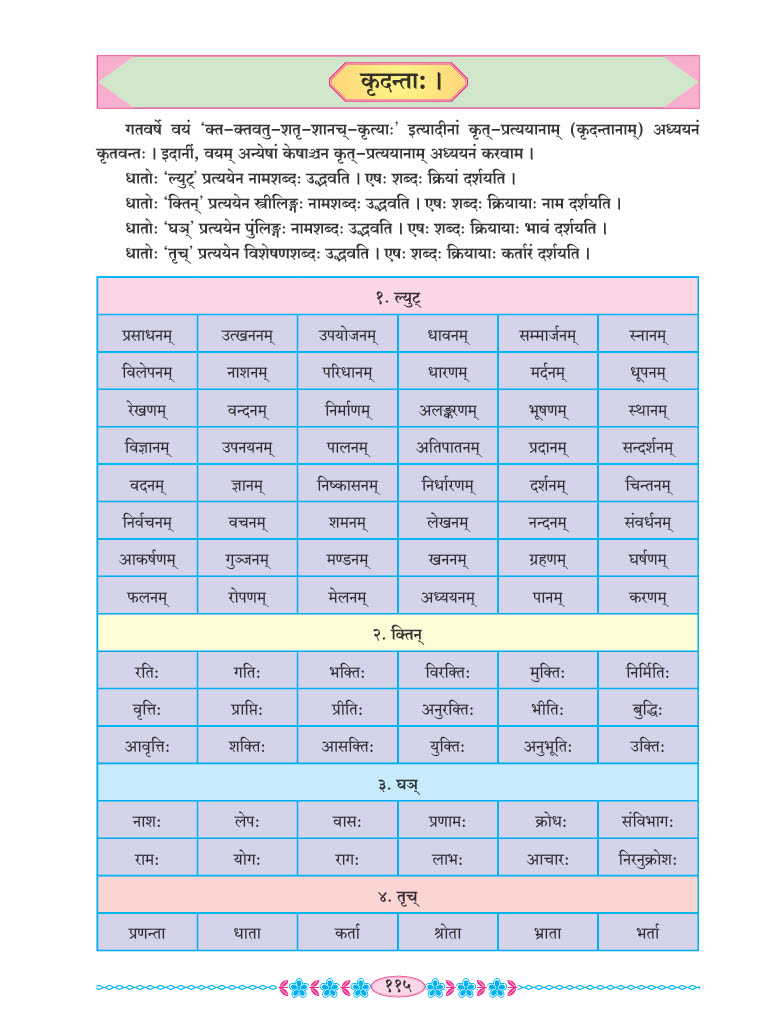 कृदन्ताः ।
गतवर्षे वयं ‘क्त–क्तवतु–शतृ–शानच्–कृत्याः’ इत्यादीनां कृत्–प्रत्ययानाम् (कृदन्तानाम्) अध्ययनं
कृतवन्तः । इदानीं, वयम् अन्येषां केषाञ्चन कृत्–प्रत्ययानाम् अध्ययनं करवाम ।
धातोः ‘ल्युट्’ प्रत्ययेन नामशब्दः उद्भवति । एषः शब्दः क्रियां दर्शयति ।
धातोः ‘क्तिन्’ प्रत्ययेन स्त्रीलिङ्गः नामशब्दः उद्भवति । एषः शब्दः क्रियायाः नाम दर्शयति ।
धातोः ‘घञ्’ प्रत्ययेन पुंलिङ्गः नामशब्दः उद्भवति । एषः शब्दः क्रियायाः भावं दर्शयति ।
धातोः ‘तृच्’ प्रत्ययेन विशेषणशब्दः उद्भवति । एषः शब्दः क्रियायाः कर्तारं दर्शयति ।
१. ल्युट्
प्रसाधनम् उत्खननम् उपयोजनम् धावनम् सम्मार्जनम् स्नानम्
विलेपनम् नाशनम् परिधानम् धारणम् मर्दनम् धूपनम्
रेखणम् वन्दनम् निर्माणम् अलङ्करणम् भूषणम् स्थानम्
विज्ञानम् उपनयनम् पालनम् अतिपातनम् प्रदानम् सन्दर्शनम्
वदनम् ज्ञानम् निष्कासनम् निर्धारणम् दर्शनम् चिन्तनम्
निर्वचनम् वचनम् शमनम् लेखनम् नन्दनम् संवर्धनम्
आकर्षणम् गुञ्जनम् मण्डनम् खननम् ग्रहणम् घर्षणम्
फलनम् रोपणम् मेलनम् अध्ययनम् पानम् करणम्
२. क्तिन्
रतिः गतिः भक्तिः विरक्तिः मुक्तिः निर्मितिः
वृत्तिः प्राप्तिः प्रीतिः अनुरक्तिः भीतिः बुद्धिः
आवृत्तिः शक्तिः आसक्तिः युक्तिः अनुभूतिः उक्तिः
३. घञ्
नाशः लेपः वासः प्रणामः क्रोधः संविभागः
रामः योगः रागः लाभः आचारः निरनुक्रोशः
४. तृच्
प्रणन्ता धाता कर्ता श्रोता भ्राता भर्ता
११५